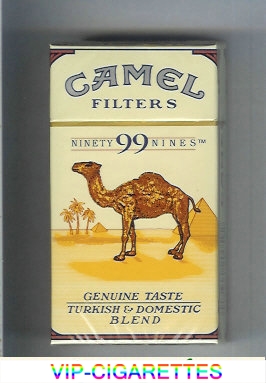 CAMEL
FILTERS
NINETY 99 NINES™
GENUINE TASTE
TURKISH & DOMESTIC
BLEND
VIP-CIGARETTES